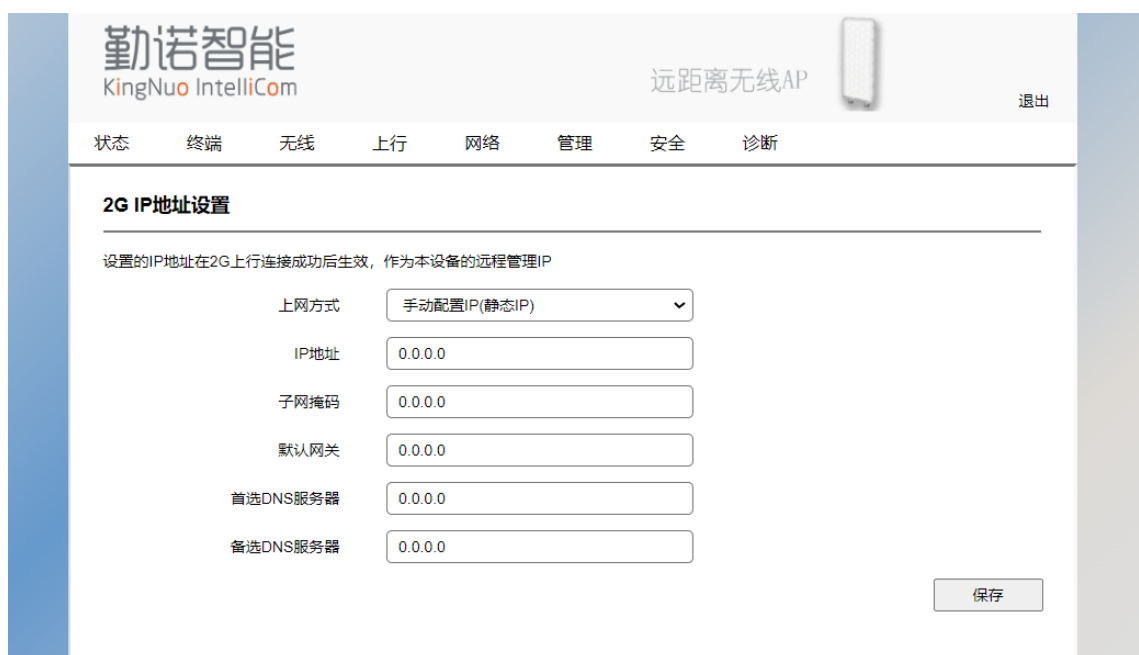 勤诺智能
KingNuo IntelliCom
远距离无线AP
退出
状态 终端 无线 上行 网络 管理 安全 诊断
2G IP地址设置
设置的IP地址在2G上行连接成功后生效，作为本设备的远程管理IP
上网方式 手动配置IP(静态IP)
IP地址 0.0.0.0
子网掩码 0.0.0.0
默认网关 0.0.0.0
首选DNS服务器 0.0.0.0
备选DNS服务器 0.0.0.0
保存